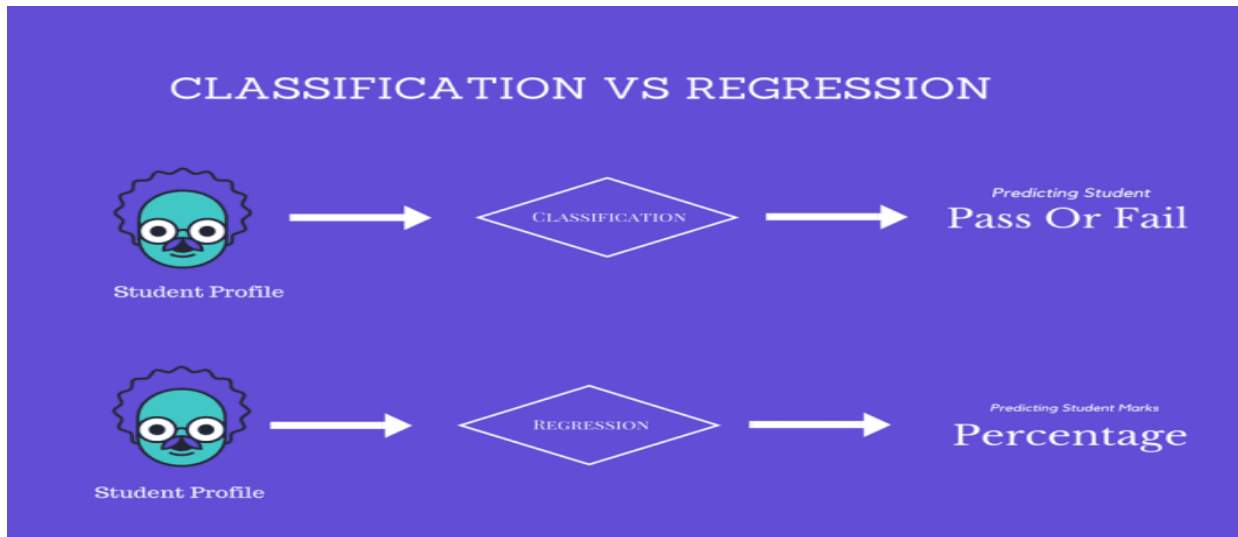 CLASSIFICATION VS REGRESSION
Student Profile
CLASSIFICATION
Predicting Student
Pass Or Fail
Student Profile
REGRESSION
Predicting Student Marks
Percentage